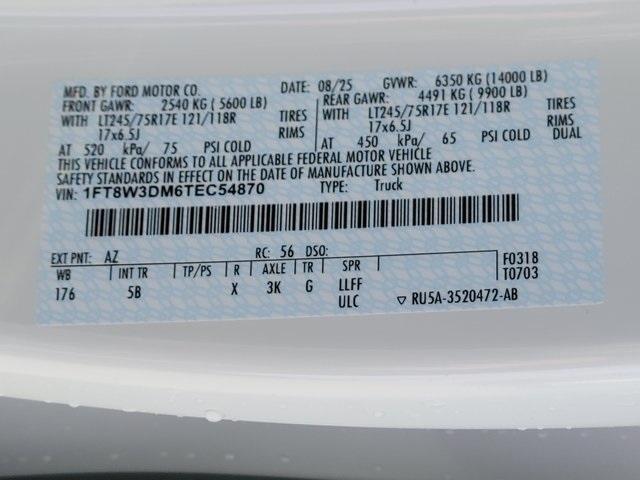 MFD. BY FORD MOTOR CO. DATE: 08/25 GVWR: 6350 KG (14000 LB)
FRONT GAWR: 2540 KG (5600 LB) REAR GAWR: 4491 KG (9900 LB)
WITH LT245/75R17E 121/118R TIRES WITH LT245/75R17E 121/118R TIRES
17x6.5J RIMS 17x6.5J RIMS
AT 520 kPa/ 75 PSI COLD AT 450 kPa/ 65 PSI COLD DUAL
THIS VEHICLE CONFORMS TO ALL APPLICABLE FEDERAL MOTOR VEHICLE
SAFETY STANDARDS IN EFFECT ON THE DATE OF MANUFACTURE SHOWN ABOVE.
VIN: 1FT8W3DM6TEC54870 TYPE: Truck
EXT PNT: AZ RC: 56 DSO: F0318
WB INT TR TP/PS R AXLE TR SPR T0703
176 5B X 3K G LLFF
ULC ▽ RU5A-3520472-AB